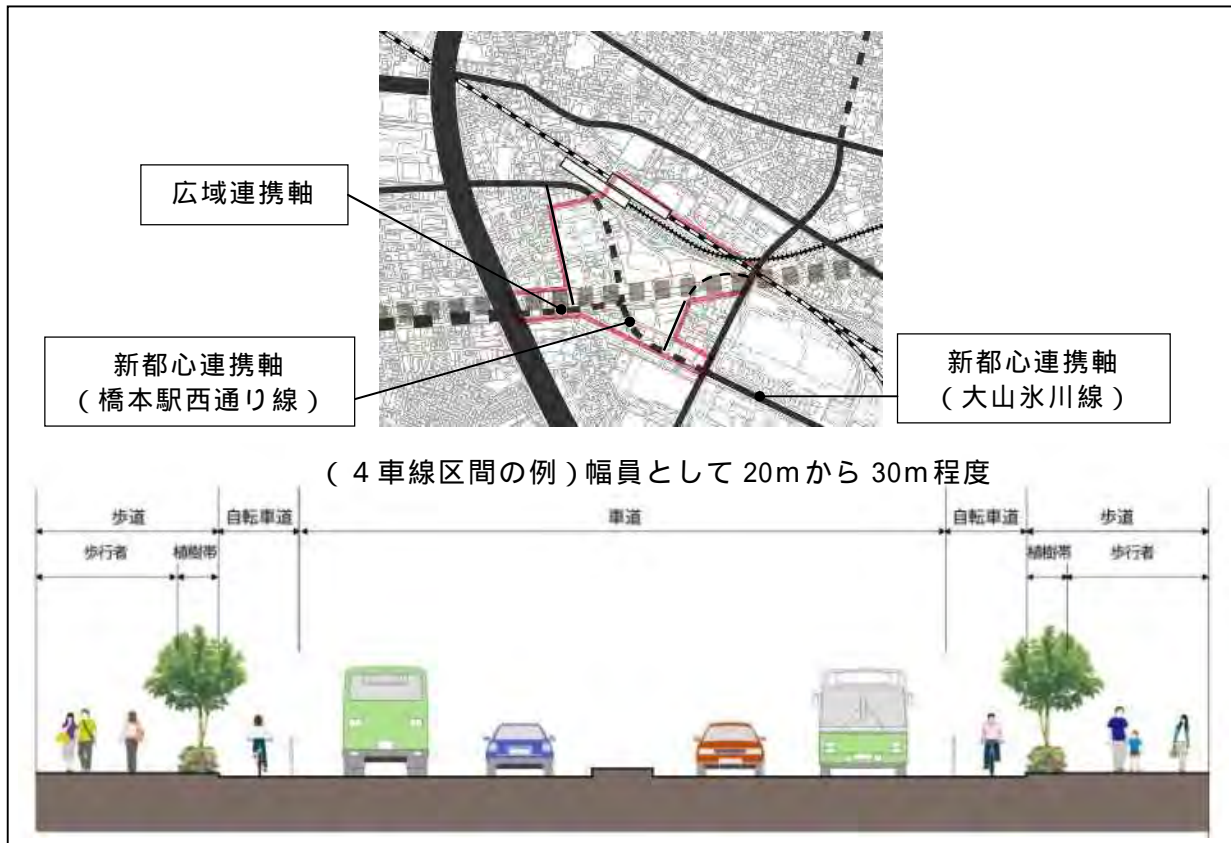 広域連携軸
新都心連携軸
(橋本駅西通り線)
新都心連携軸
(大山氷川線)
(4車線区間の例)幅員として 20mから 30m程度
歩道
自転車道
車道
自転車道
歩道
歩行者
植樹帯
植樹帯
歩行者